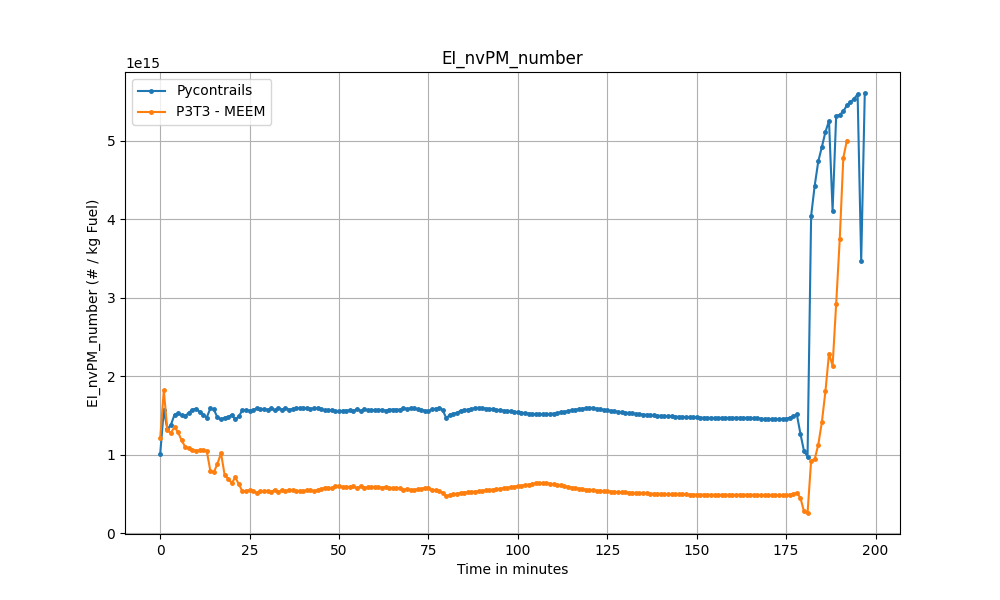 EI_nvPM_number
1e15
Pycontrails
P3T3 - MEEM
EI_nvPM_number (# / kg Fuel)
5
4
3
2
1
0
0 25 50 75 100 125 150 175 200
Time in minutes